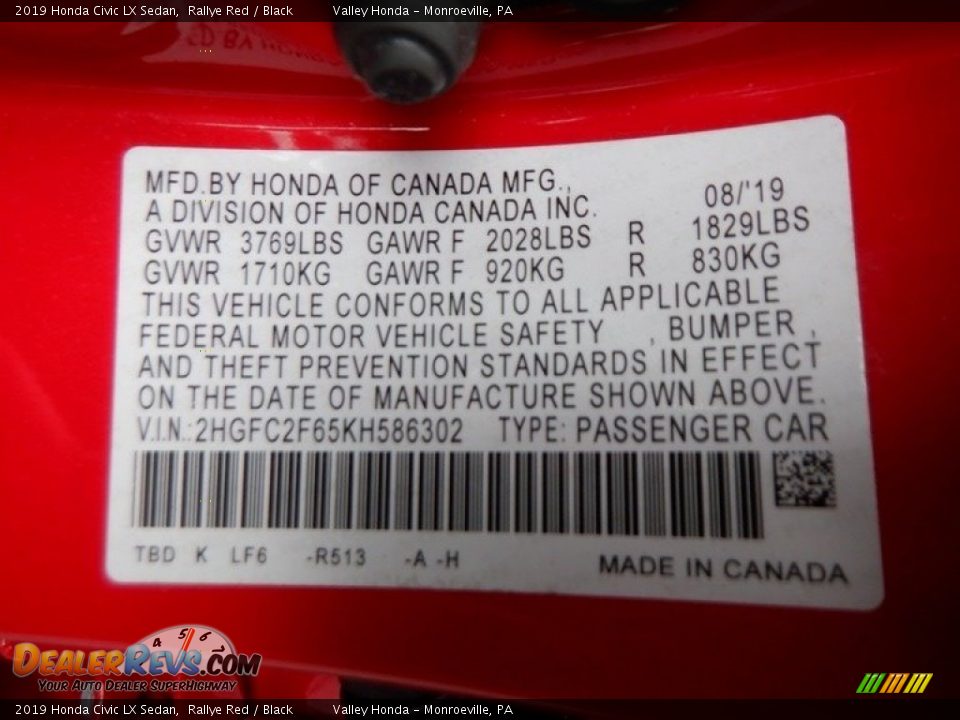 2019 Honda Civic LX Sedan,  Rallye Red / Black          Valley Honda - Monroeville, PA
MFD.BY HONDA OF CANADA MFG.,
08/'19
A DIVISION OF HONDA CANADA INC.
GVWR 3769LBS GAWR F 2028LBS R 1829LBS
GVWR 1710KG GAWR F 920KG R 830KG
THIS VEHICLE CONFORMS TO ALL APPLICABLE
FEDERAL MOTOR VEHICLE SAFETY , BUMPER ,
AND THEFT PREVENTION STANDARDS IN EFFECT
ON THE DATE OF MANUFACTURE SHOWN ABOVE.
V.I.N.:2HGFC2F65KH586302 TYPE: PASSENGER CAR
TBD K LF6 -R513 -A -H
MADE IN CANADA
4 5 6
DEALERREVS.COM
Your Auto Dealer SuperHighway
2019 Honda Civic LX Sedan,  Rallye Red / Black          Valley Honda - Monroeville, PA